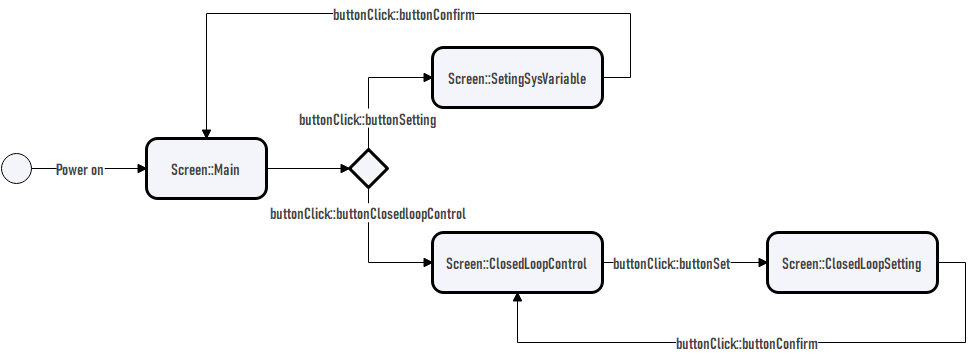 buttonClick::buttonConfirm
Screen::SetingSysVariable
buttonClick::buttonSetting
Power on
Screen::Main
buttonClick::buttonClosedloopControl
Screen::ClosedLoopControl
buttonClick::buttonSet
Screen::ClosedLoopSetting
buttonClick::buttonConfirm